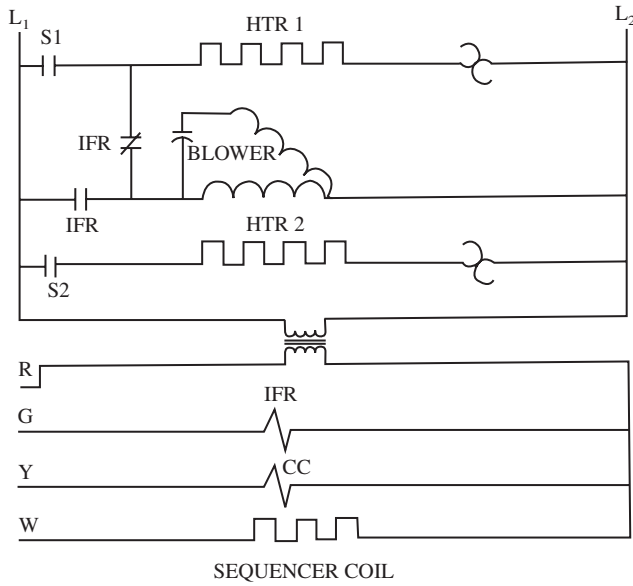 L1 L2
S1 HTR 1
IFR BLOWER
IFR
HTR 2
S2
R
IFR
G
CC
Y
W
SEQUENCER COIL